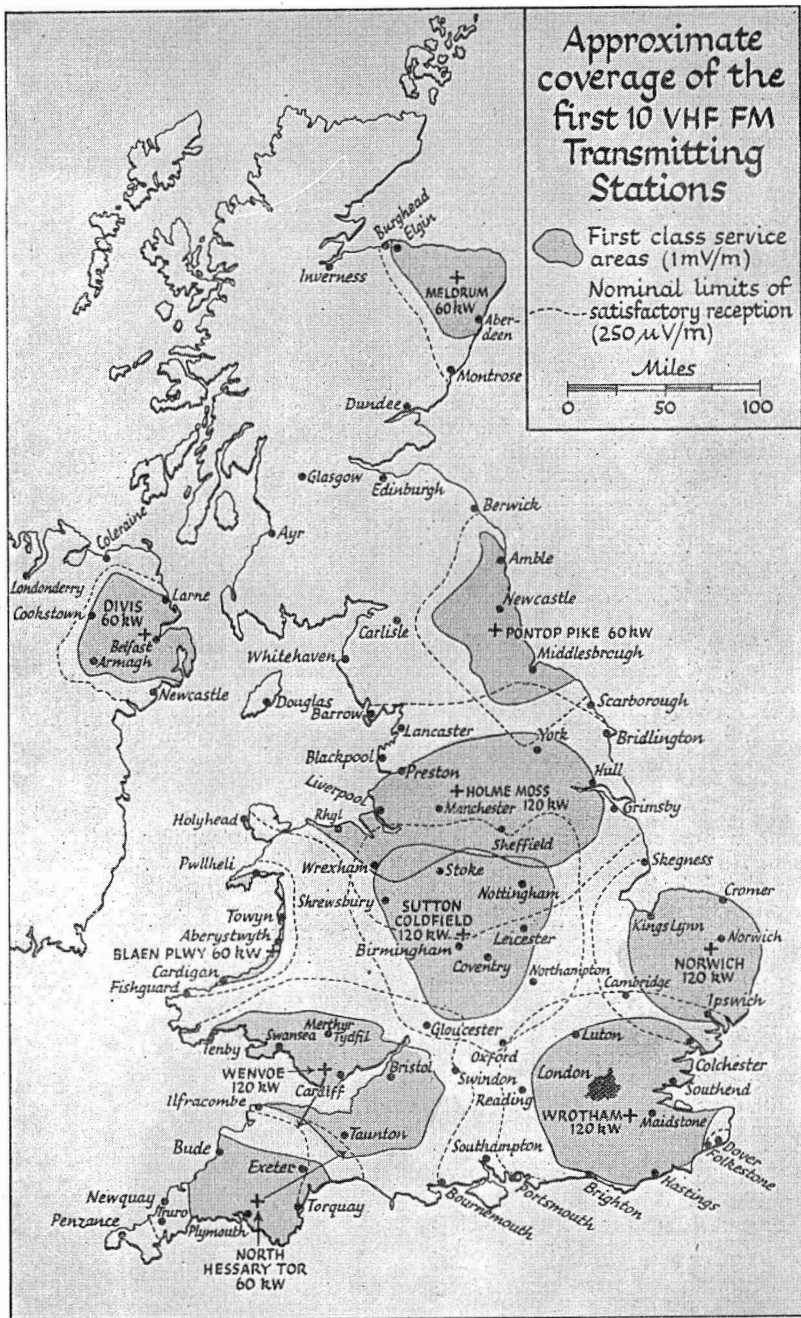 Approximate
coverage of the
first 10 VHF FM
Transmitting
Stations
First class service
areas (1mV/m)
Nominal limits of
satisfactory reception
(250μV/m)
Miles
0 50 100
Burghead
Elgin
Inverness
MELDRUM
60 kW
Aber-
deen
Montrose
Dundee
Glasgow
Edinburgh
Berwick
Coleraine
Ayr
Amble
Londonderry
Larne
Cookstown
DIVIS
60 kW
Newcastle
Belfast
Armagh
Carlisle
PONTOP PIKE 60 kW
Whitehaven
Middlesbrough
Newcastle
Douglas
Barrow
Scarborough
Lancaster
Bridlington
York
Blackpool
Preston
Hull
HOLME MOSS
120 kW
Liverpool
Manchester
Grimsby
Holyhead
Rhyl
Sheffield
Pwllheli
Wrexham
Stoke
Skegness
Nottingham
Cromer
Shrewsbury
SUTTON
COLDFIELD
120 kW
Towyn
Kings Lynn
Norwich
Aberystwyth
Leicester
BLAEN PLWY 60 kW
Birmingham
NORWICH
120 kW
Coventry
Cardigan
Northampton
Cambridge
Fishguard
Ipswich
Gloucester
Merthyr
Tydfil
Swansea
Luton
Tenby
Oxford
Colchester
WENVOE
120 kW
Bristol
Swindon
London
Southend
Cardiff
Reading
Ilfracombe
WROTHAM
120 kW
Maidstone
Taunton
Dover
Folkestone
Bude
Southampton
Exeter
Newquay
Portsmouth
Brighton
Hastings
Truro
Torquay
Bournemouth
Penzance
Plymouth
NORTH
HESSARY TOR
60 kW